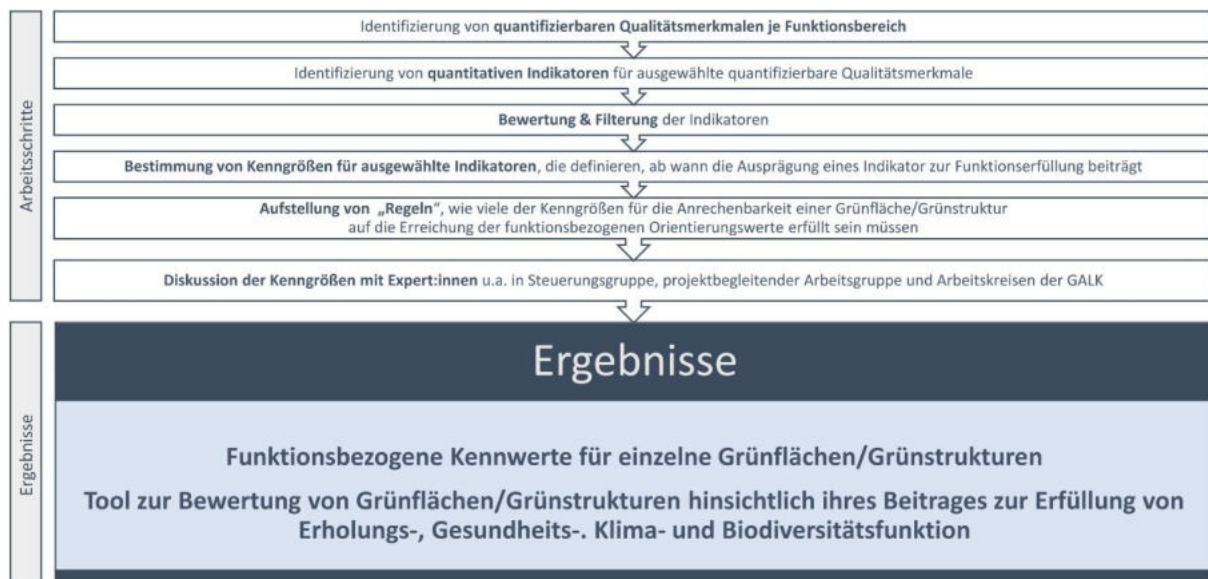 Arbeitsschritte
Identifizierung von quantifizierbaren Qualitätsmerkmalen je Funktionsbereich
Identifizierung von quantitativen Indikatoren für ausgewählte quantifizierbare Qualitätsmerkmale
Bewertung & Filterung der Indikatoren
Bestimmung von Kenngrößen für ausgewählte Indikatoren, die definieren, ab wann die Ausprägung eines Indikator zur Funktionserfüllung beiträgt
Aufstellung von „Regeln“, wie viele der Kenngrößen für die Anrechenbarkeit einer Grünfläche/Grünstruktur
auf die Erreichung der funktionsbezogenen Orientierungswerte erfüllt sein müssen
Diskussion der Kenngrößen mit Expert:innen u.a. in Steuerungsgruppe, projektbegleitender Arbeitsgruppe und Arbeitskreisen der GALK
Ergebnisse
Ergebnisse
Funktionsbezogene Kennwerte für einzelne Grünflächen/Grünstrukturen
Tool zur Bewertung von Grünflächen/Grünstrukturen hinsichtlich ihres Beitrages zur Erfüllung von
Erholungs-, Gesundheits-. Klima- und Biodiversitätsfunktion